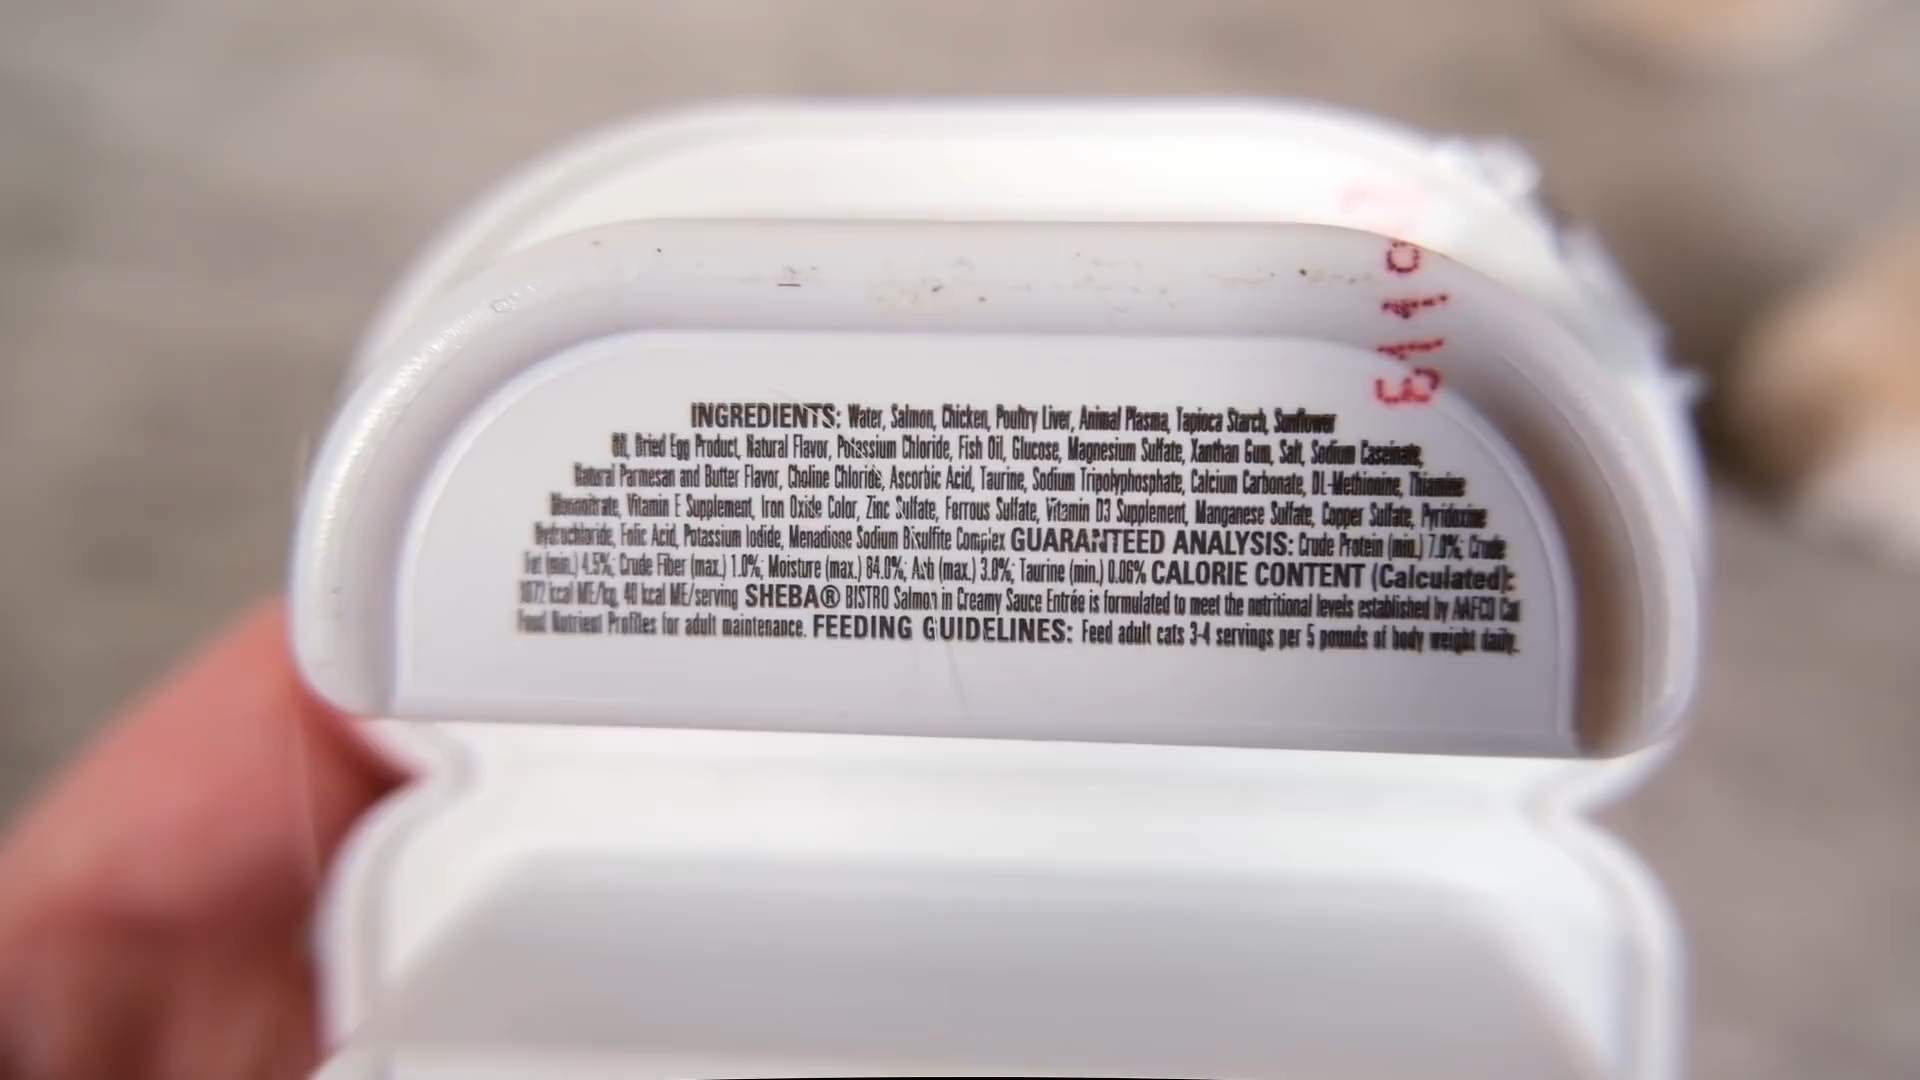 INGREDIENTS: Water, Salmon, Chicken, Poultry Liver, Animal Plasma, Tapioca Starch, Sunflower
Oil, Dried Egg Product, Natural Flavor, Potassium Chloride, Fish Oil, Glucose, Magnesium Sulfate, Xanthan Gum, Salt, Sodium Caseinate,
Natural Parmesan and Butter Flavor, Choline Chloride, Ascorbic Acid, Taurine, Sodium Tripolyphosphate, Calcium Carbonate, DL-Methionine, Thiamine
Mononitrate, Vitamin E Supplement, Iron Oxide Color, Zinc Sulfate, Ferrous Sulfate, Vitamin D3 Supplement, Manganese Sulfate, Copper Sulfate, Pyridoxine
Hydrochloride, Folic Acid, Potassium Iodide, Menadione Sodium Bisulfite Complex GUARANTEED ANALYSIS: Crude Protein (min.) 7.0%; Crude
Fat (min.) 4.5%; Crude Fiber (max.) 1.0%; Moisture (max.) 84.0%; Ash (max.) 3.0%; Taurine (min.) 0.06% CALORIE CONTENT (Calculated):
1072 kcal ME/kg, 40 kcal ME/serving SHEBA® BISTRO Salmon in Creamy Sauce Entrée is formulated to meet the nutritional levels established by AAFCO Cat
Food Nutrient Profiles for adult maintenance. FEEDING GUIDELINES: Feed adult cats 3-4 servings per 5 pounds of body weight daily.